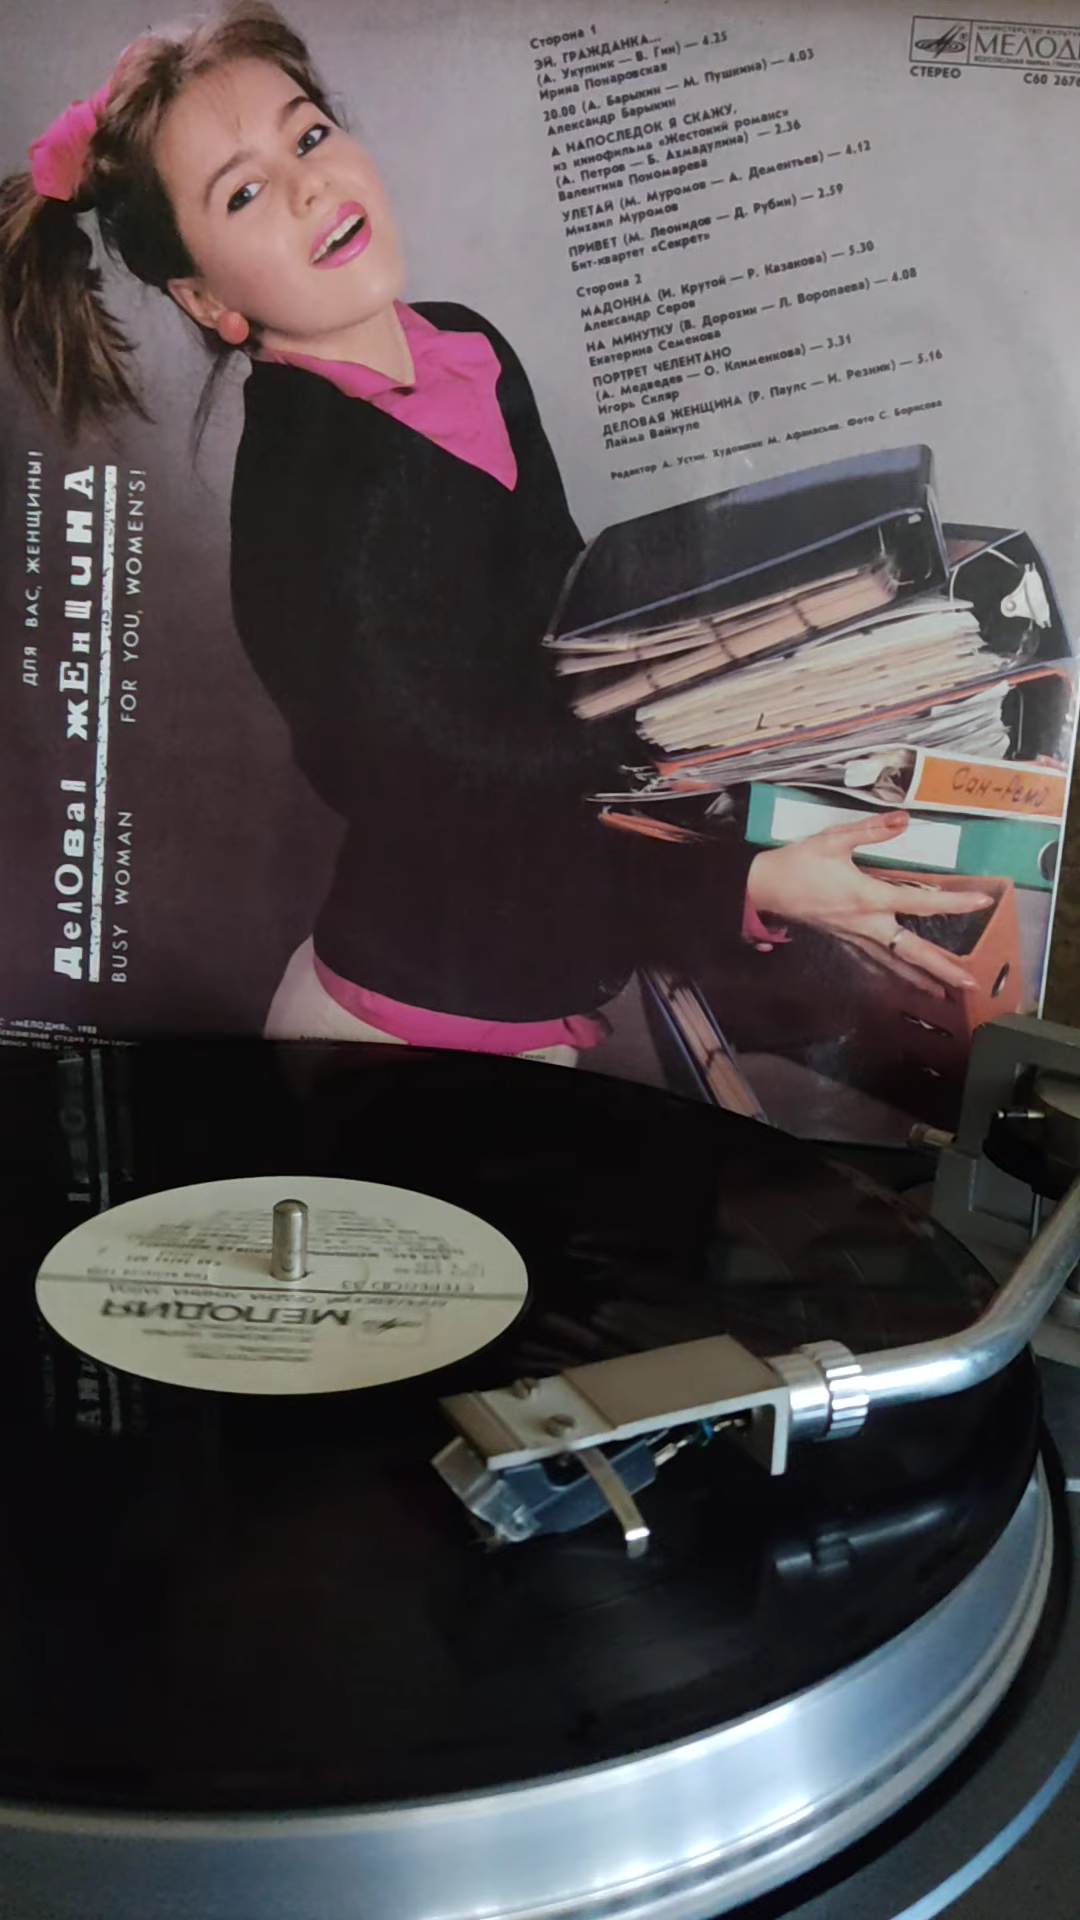 Сторона 1
ЭЙ, ГРАЖДАНКА...
(А. Укупник — В. Гин) — 4.25
Ирина Понаровская
20.00 (А. Барыкин — М. Пушкина) — 4.03
Александр Барыкин
А НАПОСЛЕДОК Я СКАЖУ,
из кинофильма «Жестокий романс»
(А. Петров — Б. Ахмадулина) — 2.36
Валентина Пономарева
УЛЕТАЙ (М. Муромов — А. Дементьев) — 4.12
Михаил Муромов
ПРИВЕТ (М. Леонидов — Д. Рубин) — 2.59
Бит-квартет «Секрет»
Сторона 2
МАДОННА (И. Крутой — Р. Казакова) — 5.30
Александр Серов
НА МИНУТКУ (В. Дорохин — Л. Воропаева) — 4.08
Екатерина Семенова
ПОРТРЕТ ЧЕЛЕНТАНО
(А. Медведев — О. Клименкова) — 3.31
Игорь Скляр
ДЕЛОВАЯ ЖЕНЩИНА (Р. Паулс — И. Резник) — 5.16
Лайма Вайкуле
Редактор А. Устин. Художник М. Афанасьев. Фото С. Борисова
МЕЛОД
СТЕРЕО
С60 2676
ДЛЯ ВАС, ЖЕНЩИНЫ!
ДелОваЯ жЕнЩиНА
BUSY WOMAN FOR YOU, WOMEN'S!
Сан-Ремо
С «МЕЛОДИЯ», 1988
МЕЛОДИЯ